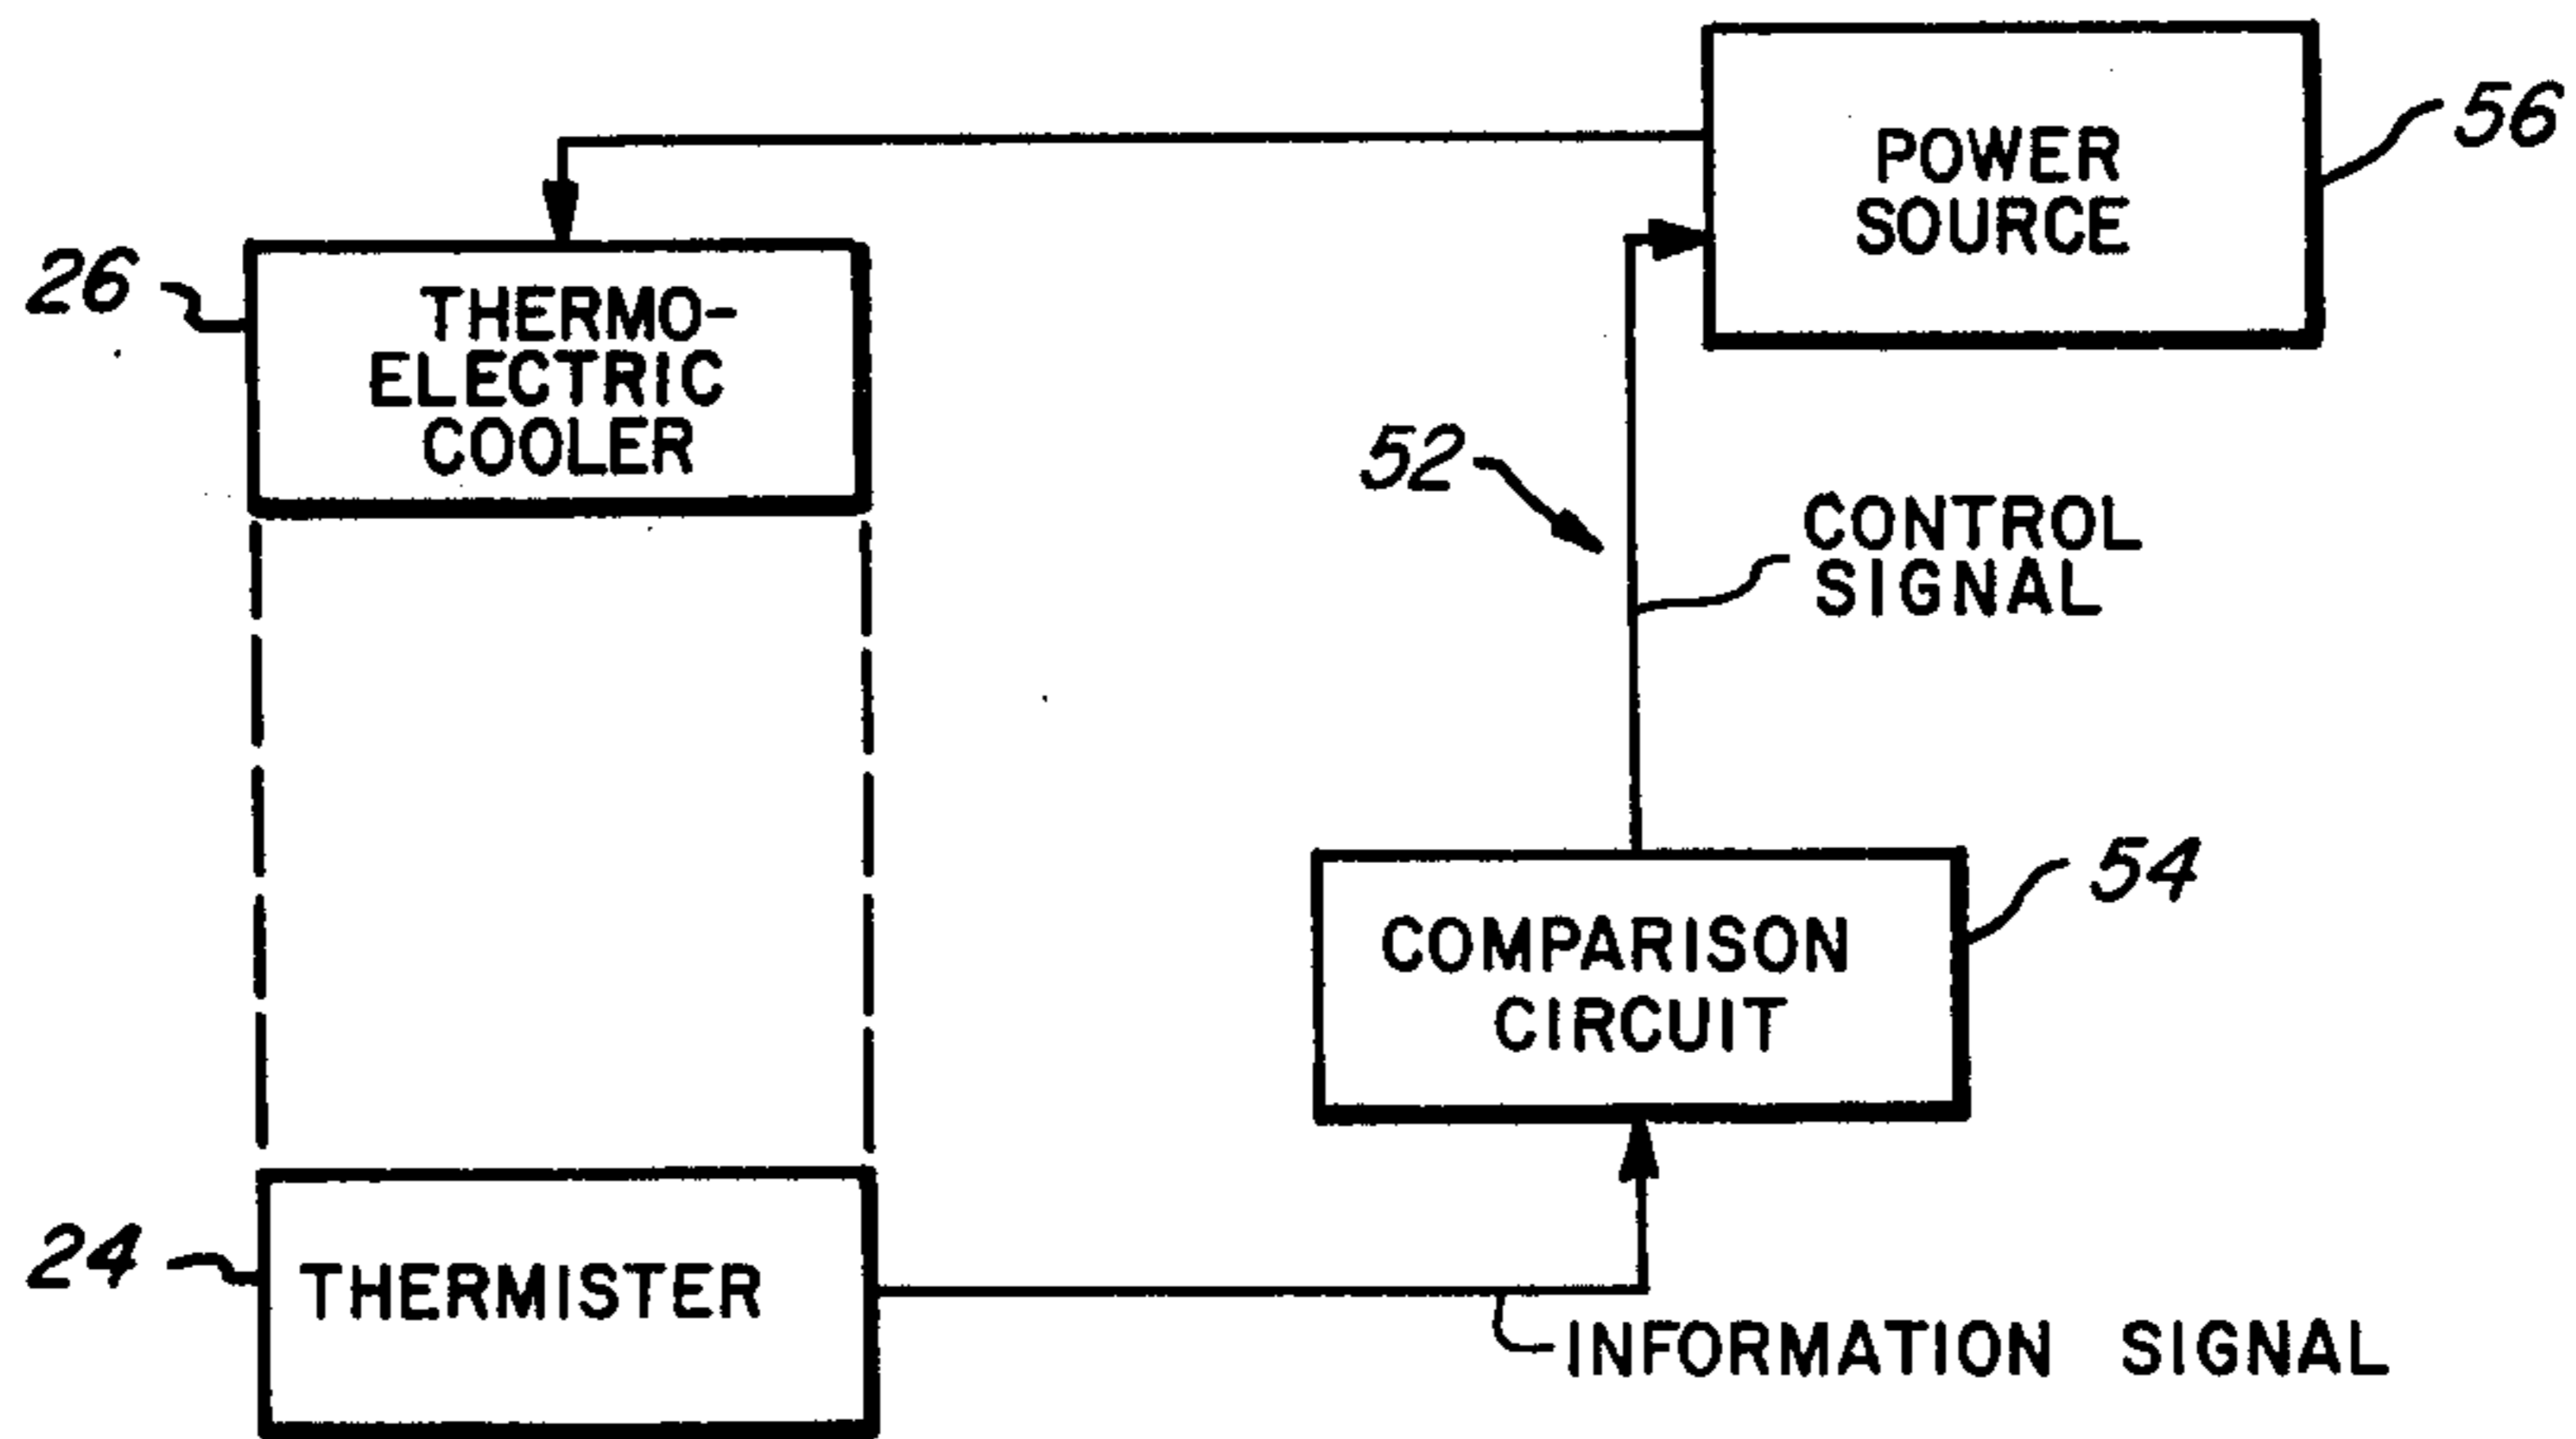 POWER
SOURCE
56
26
THERMO-
ELECTRIC
COOLER
52
CONTROL
SIGNAL
54
COMPARISON
CIRCUIT
24
THERMISTER
INFORMATION SIGNAL